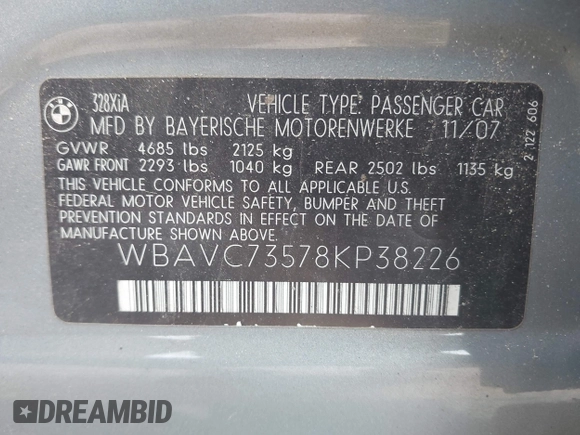 BMW
328XiA VEHICLE TYPE: PASSENGER CAR
MFD BY BAYERISCHE MOTORENWERKE 11/07
GVWR 4685 lbs 2125 kg
GAWR FRONT 2293 lbs 1040 kg REAR 2502 lbs 1135 kg
THIS VEHICLE CONFORMS TO ALL APPLICABLE U.S.
FEDERAL MOTOR VEHICLE SAFETY, BUMPER AND THEFT
PREVENTION STANDARDS IN EFFECT ON THE DATE OF
MANUFACTURE SHOWN ABOVE.
WBAVC73578KP38226
2 122 606
DREAMBID